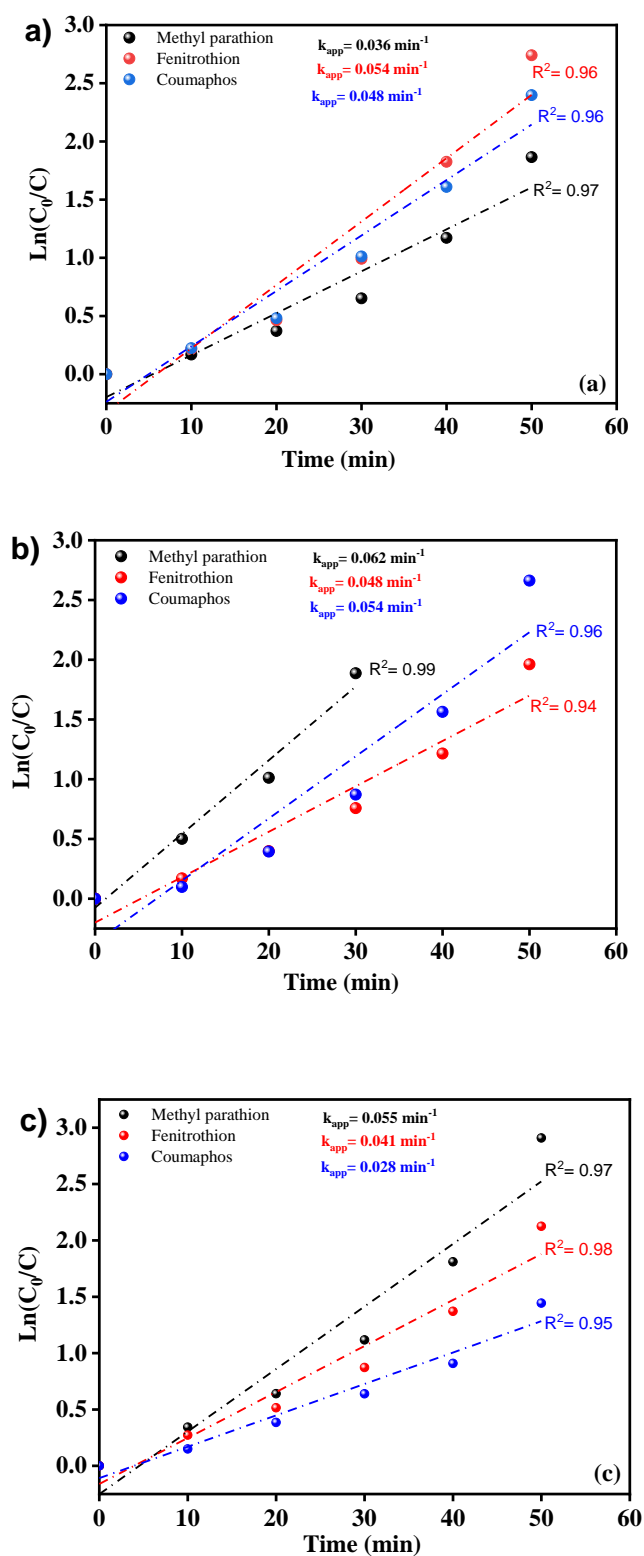 a)
Methyl parathion
Fenitrothion
Coumaphos
kapp= 0.036 min-1
kapp= 0.054 min-1
kapp= 0.048 min-1
R2= 0.96
R2= 0.96
R2= 0.97
3.0
2.5
2.0
1.5
1.0
0.5
0.0
Ln(C0/C)
(a)
0 10 20 30 40 50 60
Time (min)
b)
Methyl parathion
Fenitrothion
Coumaphos
kapp= 0.062 min-1
kapp= 0.048 min-1
kapp= 0.054 min-1
R2= 0.99
R2= 0.96
R2= 0.94
3.0
2.5
2.0
1.5
1.0
0.5
0.0
Ln(C0/C)
0 10 20 30 40 50 60
Time (min)
c)
Methyl parathion
Fenitrothion
Coumaphos
kapp= 0.055 min-1
kapp= 0.041 min-1
kapp= 0.028 min-1
R2= 0.97
R2= 0.98
R2= 0.95
3.0
2.5
2.0
1.5
1.0
0.5
0.0
Ln(C0/C)
(c)
0 10 20 30 40 50 60
Time (min)